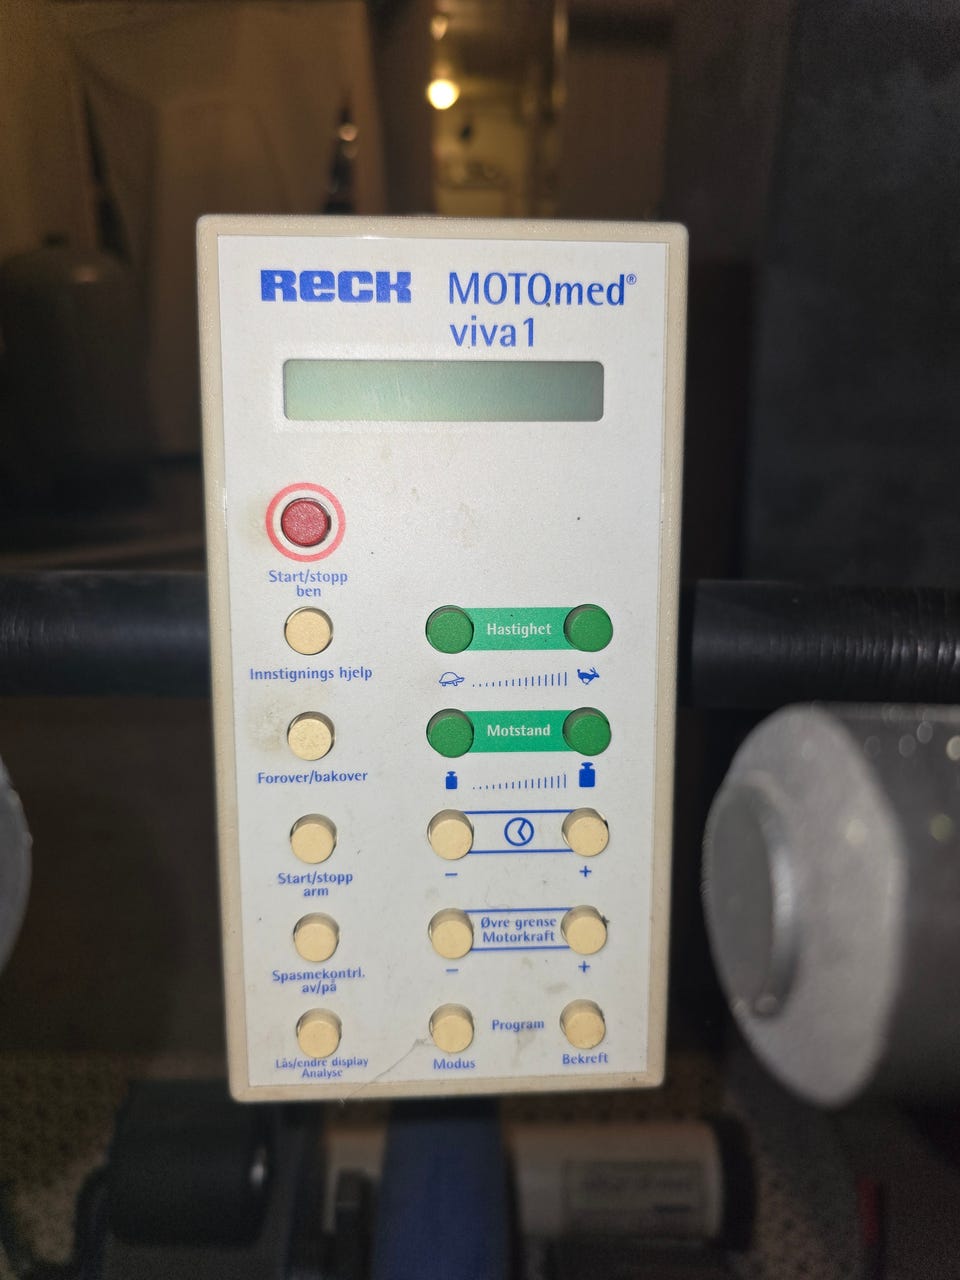 RECK MOTOmed®
viva1
Start/stopp
ben
Hastighet
Innstignings hjelp
Motstand
Forover/bakover
Start/stopp
arm
− +
Øvre grense
Motorkraft
− +
Spasmekontrl.
av/på
Program
Lås/endre display
Analyse
Modus
Bekreft